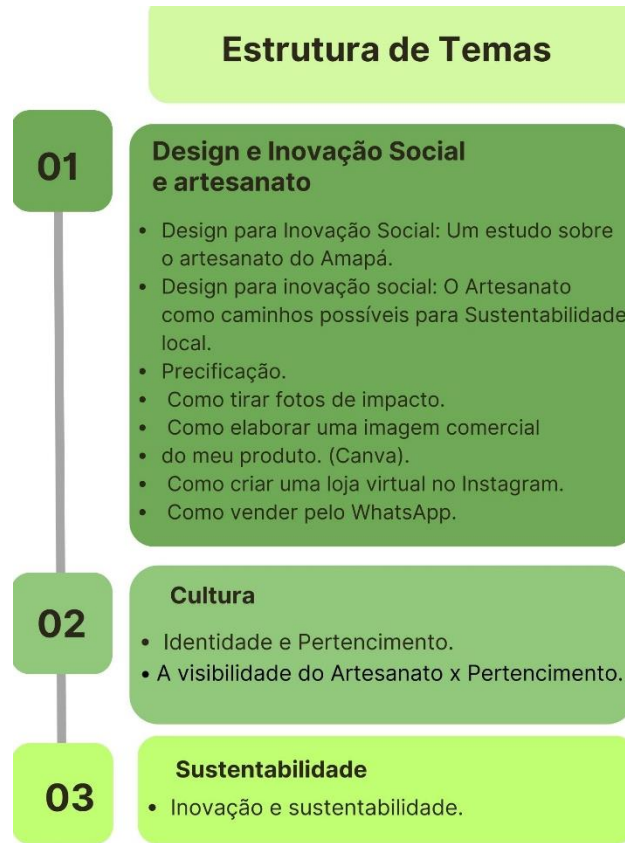 Estrutura de Temas
01
Design e Inovação Social
e artesanato
• Design para Inovação Social: Um estudo sobre
o artesanato do Amapá.
• Design para inovação social: O Artesanato
como caminhos possíveis para Sustentabilidade
local.
• Precificação.
• Como tirar fotos de impacto.
• Como elaborar uma imagem comercial
• do meu produto. (Canva).
• Como criar uma loja virtual no Instagram.
• Como vender pelo WhatsApp.
02
Cultura
• Identidade e Pertencimento.
• A visibilidade do Artesanato x Pertencimento.
03
Sustentabilidade
• Inovação e sustentabilidade.